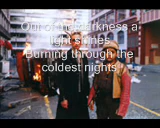 Out of the darkness a
light shines
Burning through the
coldest nights